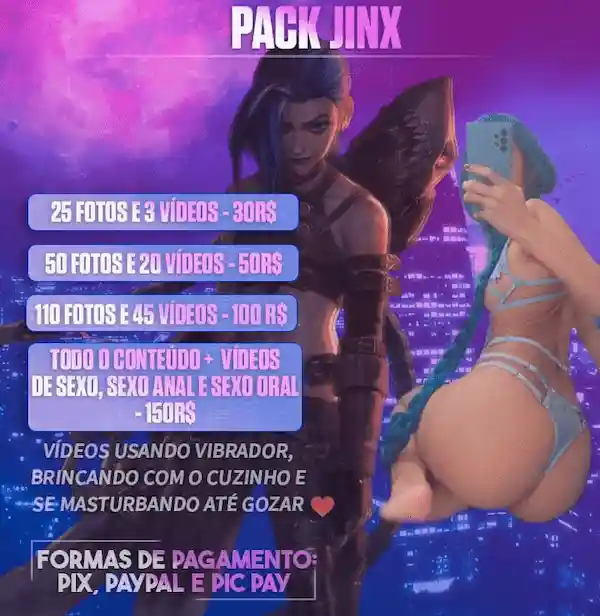 PACK JINX
25 FOTOS E 3 VÍDEOS - 30R$
50 FOTOS E 20 VÍDEOS - 50R$
110 FOTOS E 45 VÍDEOS - 100 R$
TODO O CONTEÚDO + VÍDEOS
DE SEXO, SEXO ANAL E SEXO ORAL
- 150R$
VÍDEOS USANDO VIBRADOR,
BRINCANDO COM O CUZINHO E
SE MASTURBANDO ATÉ GOZAR ❤
FORMAS DE PAGAMENTO:
PIX, PAYPAL E PIC PAY